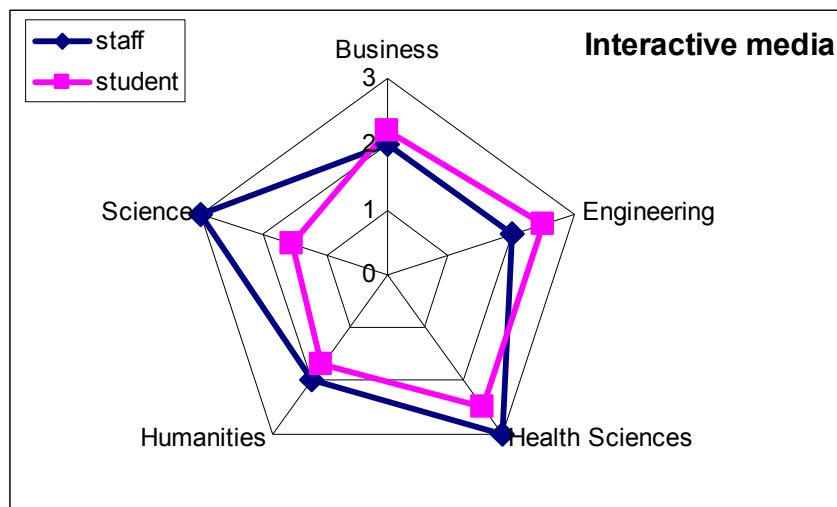 staff
student
Interactive media
Business
3
2
1
0
Science
Engineering
Humanities
Health Sciences